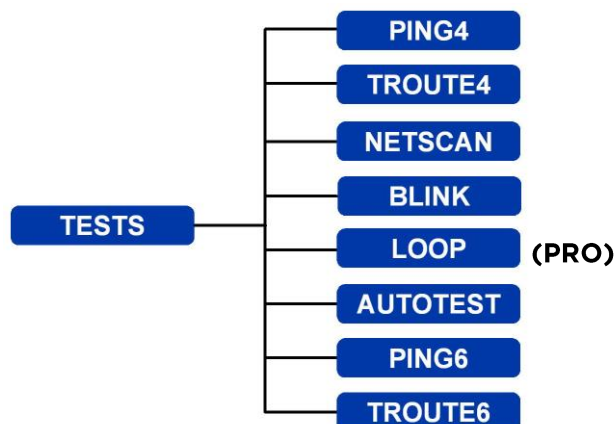 PING4
TROUTE4
NETSCAN
BLINK
TESTS
LOOP (PRO)
AUTOTEST
PING6
TROUTE6